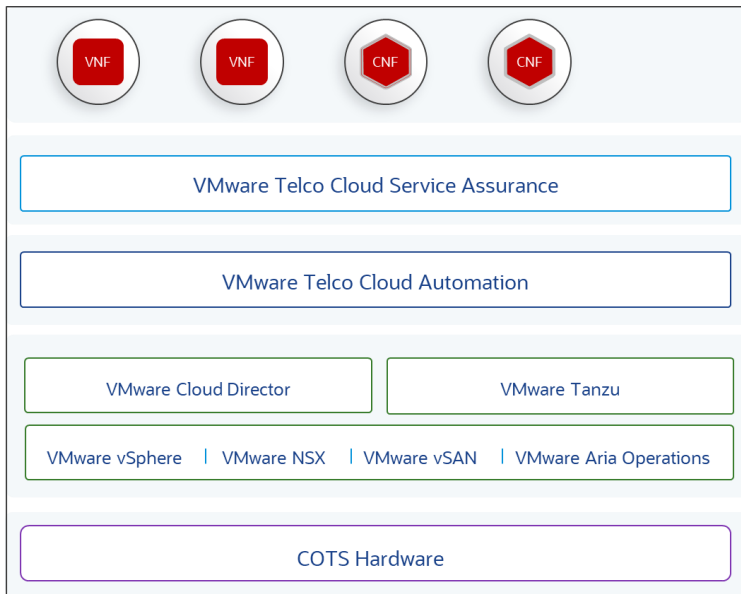 VNF VNF CNF CNF
VMware Telco Cloud Service Assurance
VMware Telco Cloud Automation
VMware Cloud Director VMware Tanzu
VMware vSphere | VMware NSX | VMware vSAN | VMware Aria Operations
COTS Hardware